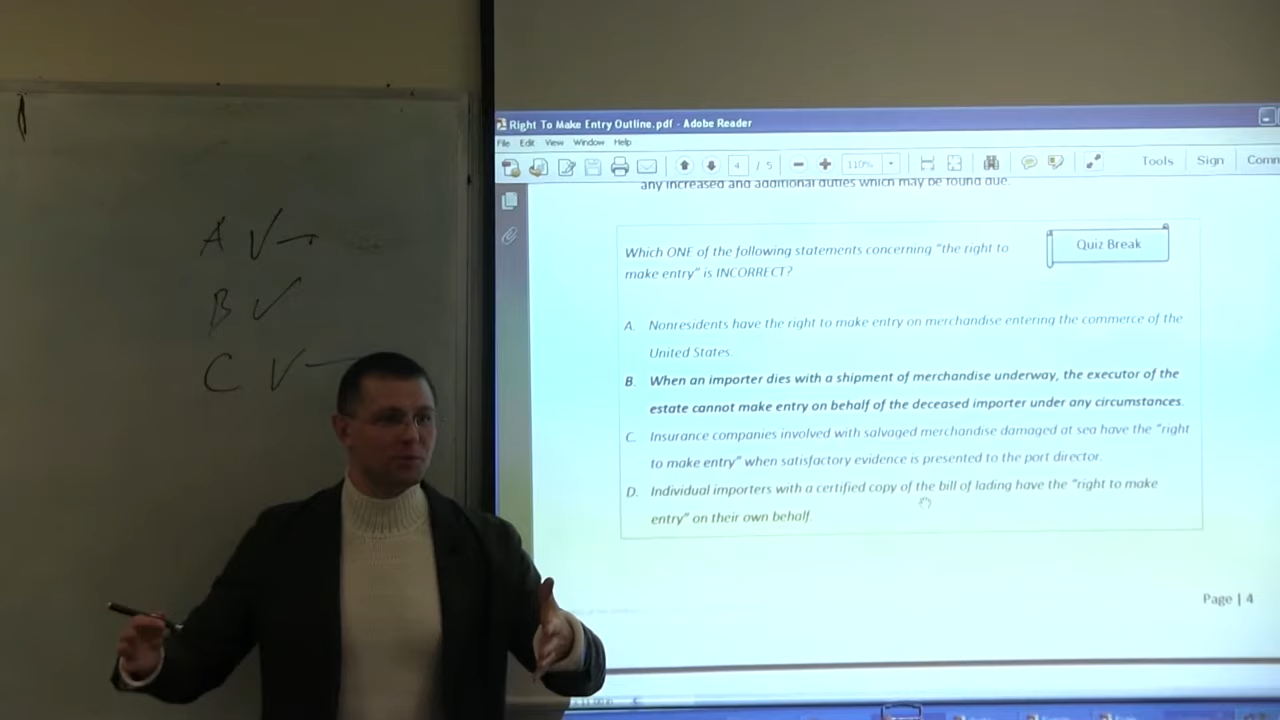 A ✓
B ✓
C ✓
Right To Make Entry Outline.pdf - Adobe Reader
File Edit View Window Help
4 / 5 110% Tools Sign Comm
any increased and additional duties which may be found due.
Which ONE of the following statements concerning "the right to
make entry" is INCORRECT?
Quiz Break
A. Nonresidents have the right to make entry on merchandise entering the commerce of the
United States.
B. When an importer dies with a shipment of merchandise underway, the executor of the
estate cannot make entry on behalf of the deceased importer under any circumstances.
C. Insurance companies involved with salvaged merchandise damaged at sea have the "right
to make entry" when satisfactory evidence is presented to the port director.
D. Individual importers with a certified copy of the bill of lading have the "right to make
entry" on their own behalf.
Page | 4